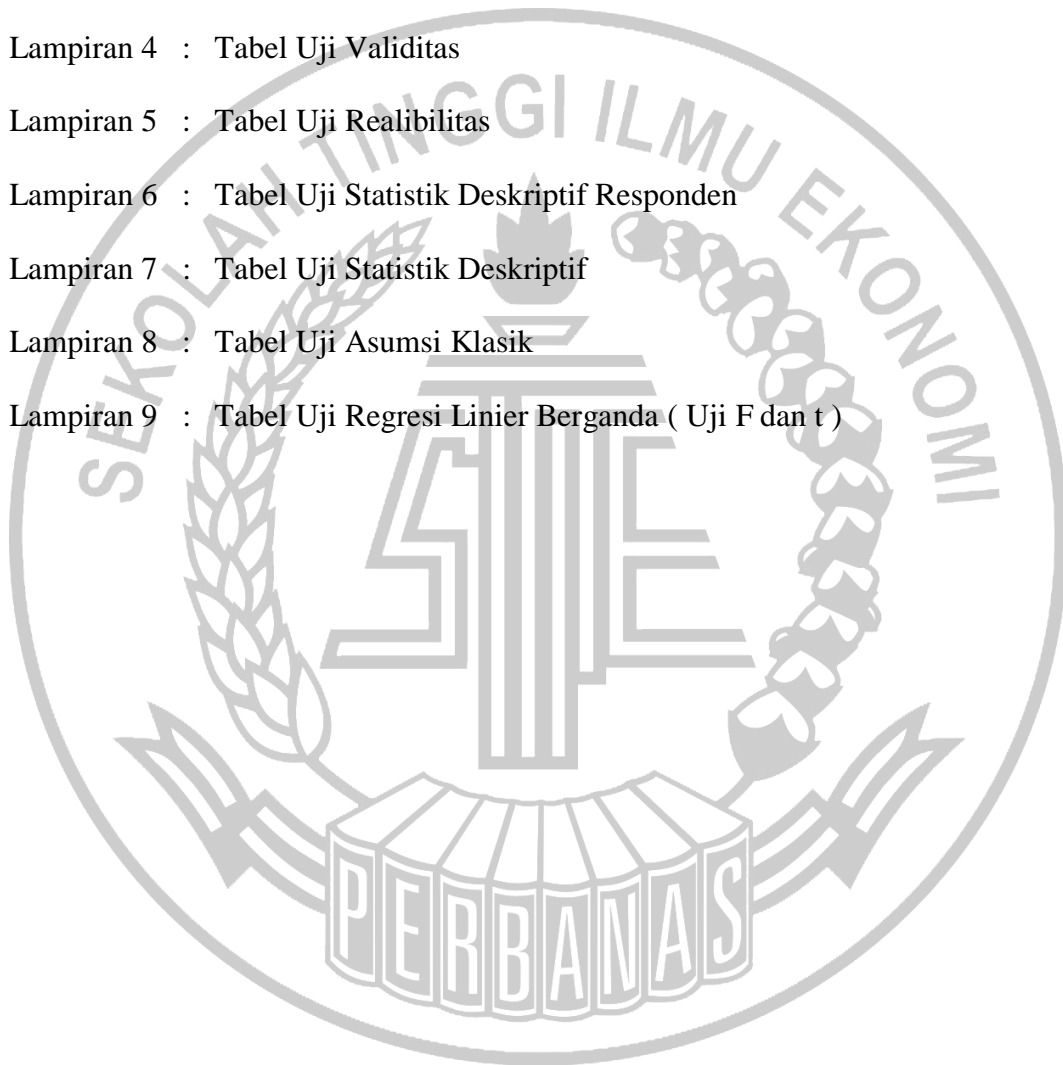 Lampiran 4 : Tabel Uji Validitas
Lampiran 5 : Tabel Uji Realibilitas
Lampiran 6 : Tabel Uji Statistik Deskriptif Responden
Lampiran 7 : Tabel Uji Statistik Deskriptif
Lampiran 8 : Tabel Uji Asumsi Klasik
Lampiran 9 : Tabel Uji Regresi Linier Berganda ( Uji F dan t )
SEKOLAH TINGGI ILMU EKONOMI
STIE
PERBANAS